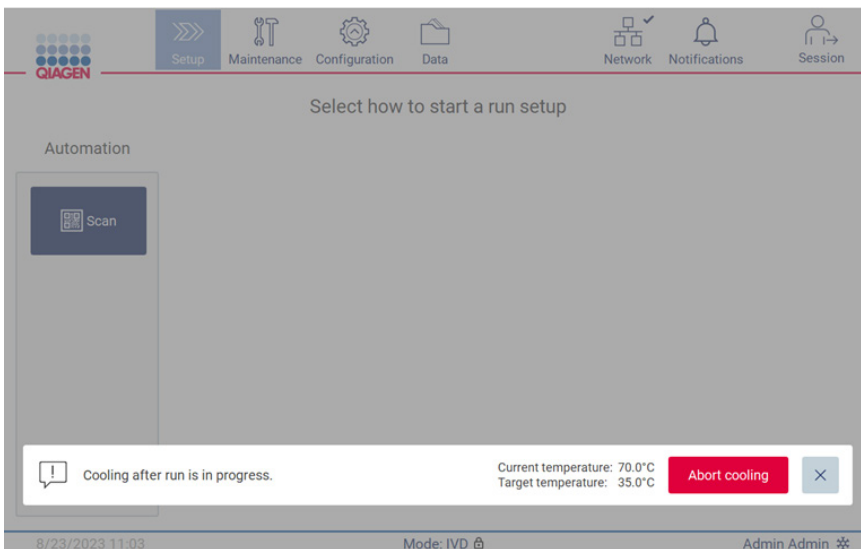 QIAGEN
Setup
Maintenance
Configuration
Data
Network
Notifications
Session
Select how to start a run setup
Automation
Scan
Cooling after run is in progress.
Current temperature: 70.0°C
Target temperature: 35.0°C
Abort cooling
8/23/2023 11:03
Mode: IVD
Admin Admin